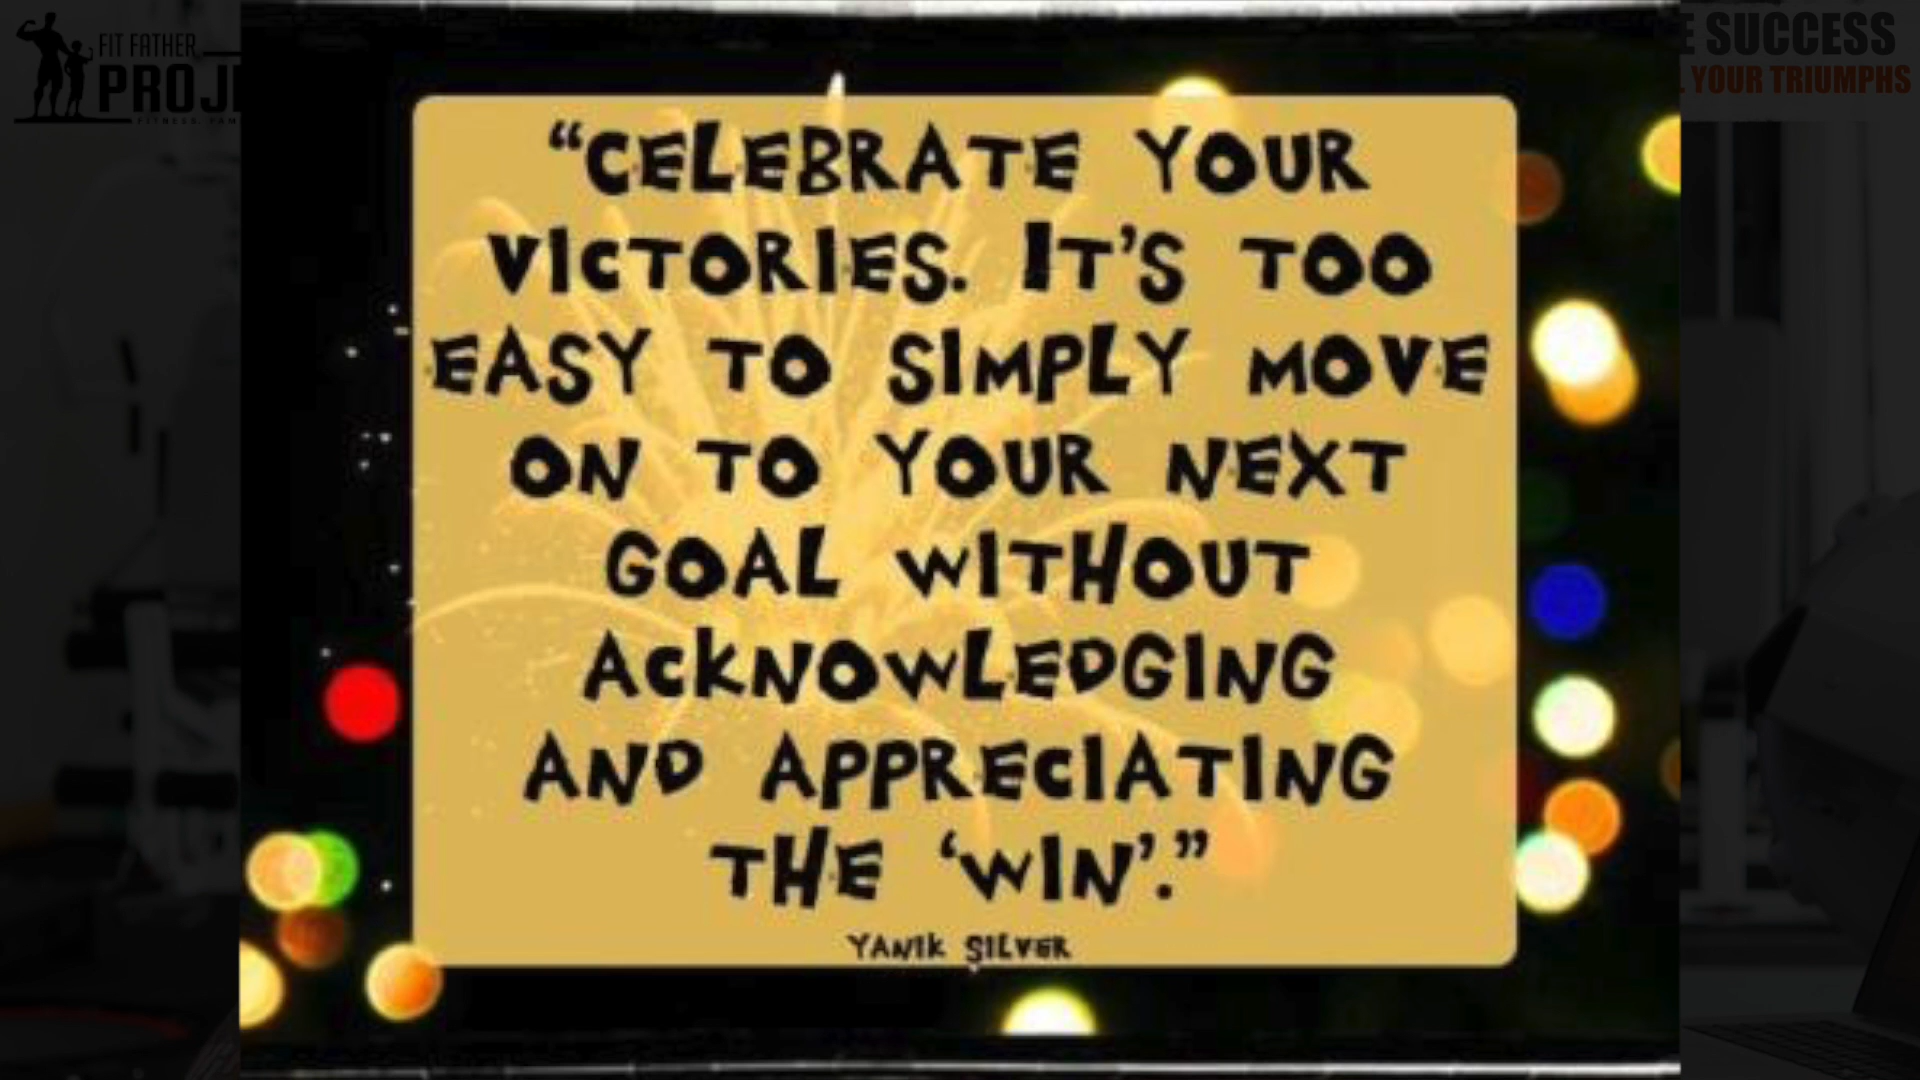 FIT FATHER
PROJ
“CELEBRATE YOUR
VICTORIES. IT’S TOO
EASY TO SIMPLY MOVE
ON TO YOUR NEXT
GOAL WITHOUT
ACKNOWLEDGING
AND APPRECIATING
THE ‘WIN’.”
YANIK SILVER
SUCCESS
YOUR TRIUMPHS